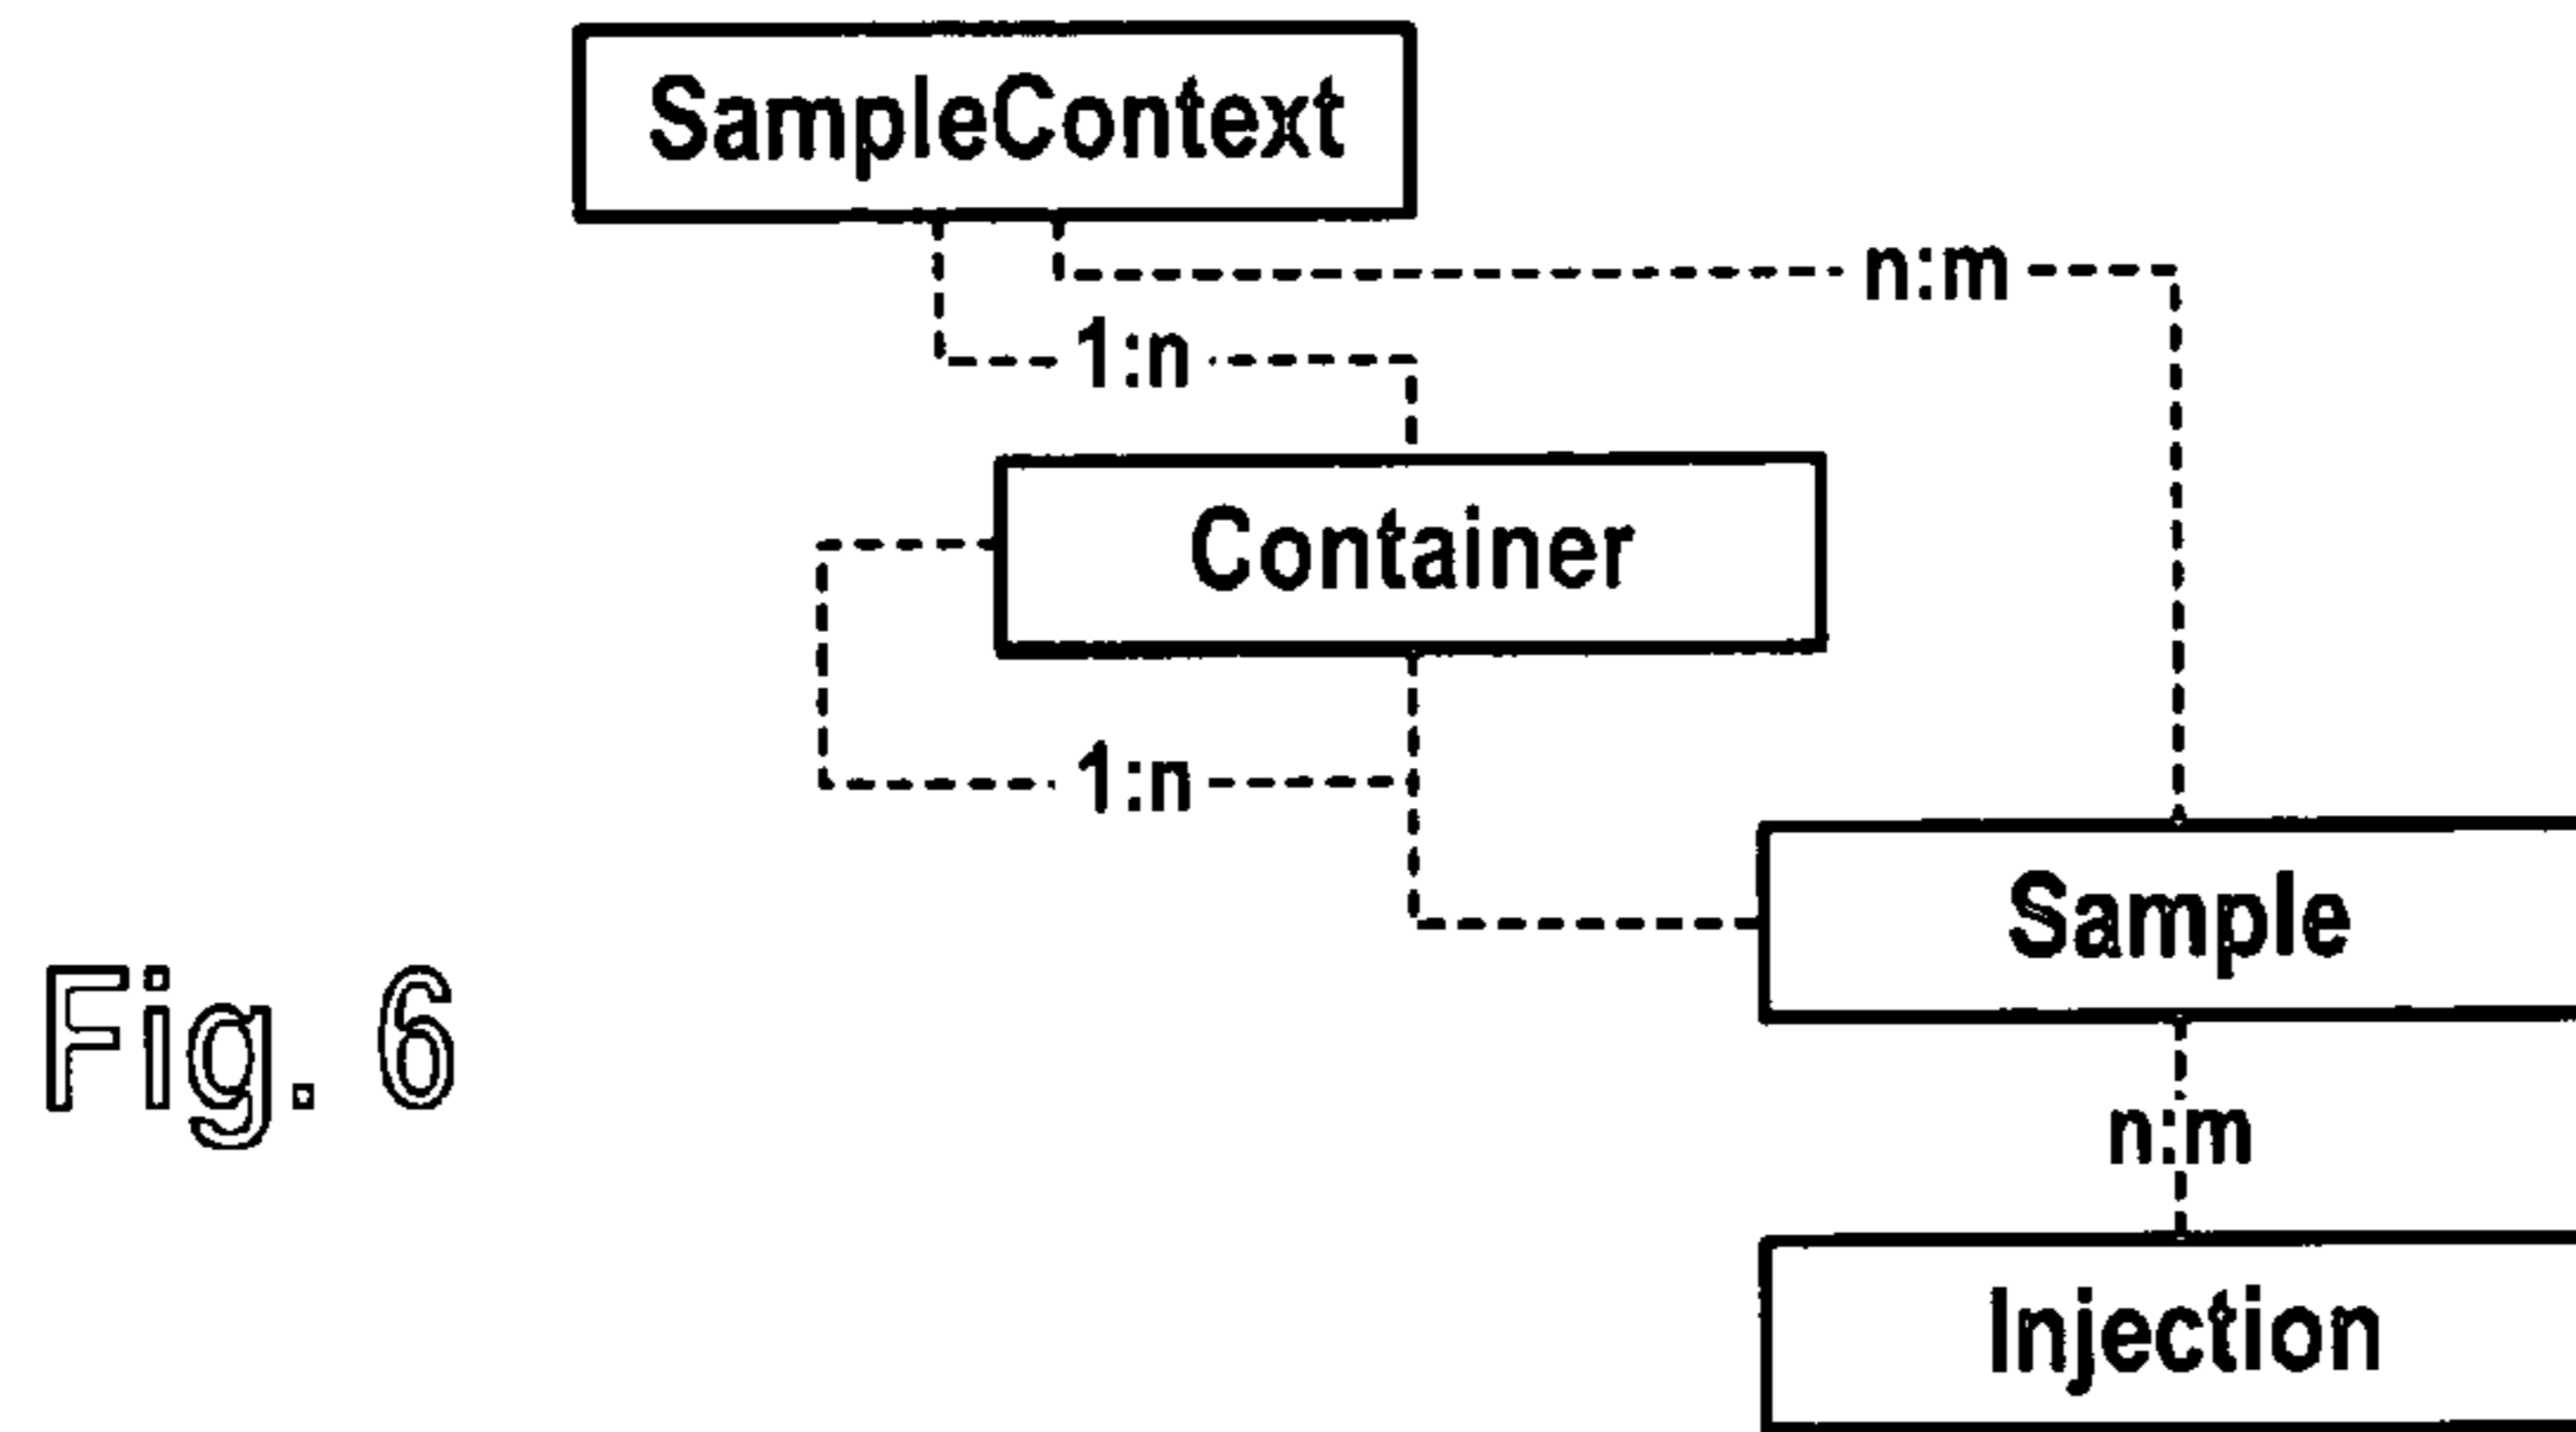 SampleContext
n:m
1:n
Container
1:n
Sample
Fig. 6
n:m
Injection